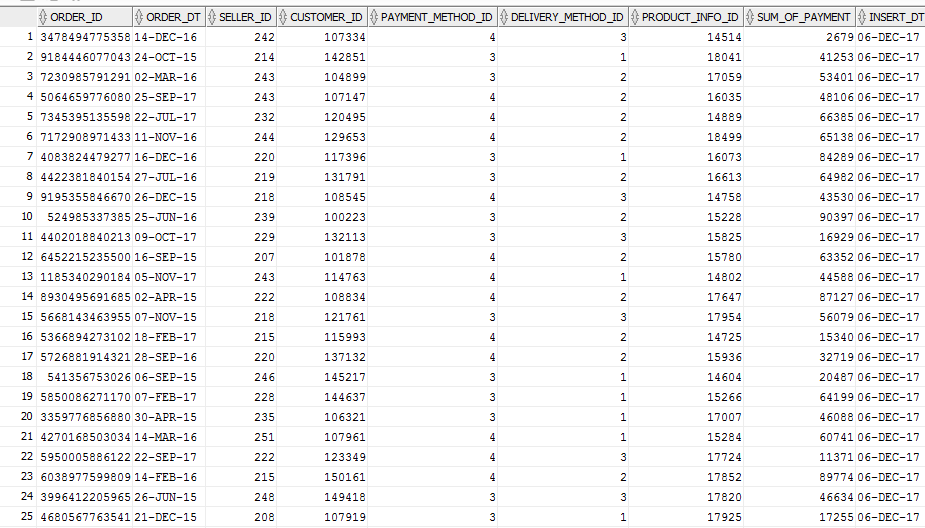 ORDER_ID ORDER_DT SELLER_ID CUSTOMER_ID PAYMENT_METHOD_ID DELIVERY_METHOD_ID PRODUCT_INFO_ID SUM_OF_PAYMENT INSERT_DT
1 3478494775358 14-DEC-16 242 107334 4 3 14514 2679 06-DEC-17
2 9184446077043 24-OCT-15 214 142851 3 1 18041 41253 06-DEC-17
3 7230985791291 02-MAR-16 243 104899 3 2 17059 53401 06-DEC-17
4 5064659776080 25-SEP-17 243 107147 4 2 16035 48106 06-DEC-17
5 7345395135598 22-JUL-17 232 120495 4 2 14889 66385 06-DEC-17
6 7172908971433 11-NOV-16 244 129653 4 2 18499 65138 06-DEC-17
7 4083824479277 16-DEC-16 220 117396 3 1 16073 84289 06-DEC-17
8 4422381840154 27-JUL-16 219 131791 3 2 16613 64982 06-DEC-17
9 9195355846670 26-DEC-15 218 108545 4 3 14758 43530 06-DEC-17
10 524985337385 25-JUN-16 239 100223 3 2 15228 90397 06-DEC-17
11 4402018840213 09-OCT-17 229 132113 3 3 15825 16929 06-DEC-17
12 6452215235500 16-SEP-15 207 101878 4 2 15780 63352 06-DEC-17
13 1185340290184 05-NOV-17 243 114763 4 1 14802 44588 06-DEC-17
14 8930495691685 02-APR-15 222 108834 4 2 17647 87127 06-DEC-17
15 5668143463955 07-NOV-15 218 121761 3 3 17954 56079 06-DEC-17
16 5366894273102 18-FEB-17 215 115993 4 2 14725 15340 06-DEC-17
17 5726881914321 28-SEP-16 220 137132 4 2 15936 32719 06-DEC-17
18 541356753026 06-SEP-15 246 145217 3 1 14604 20487 06-DEC-17
19 5850086271170 07-FEB-17 228 144637 3 1 15266 64199 06-DEC-17
20 3359776856880 30-APR-15 235 106321 3 1 17007 46088 06-DEC-17
21 4270168503034 14-MAR-16 251 107961 4 1 15284 60741 06-DEC-17
22 5950005886122 22-SEP-17 222 123349 4 3 17724 11371 06-DEC-17
23 6038977599809 14-FEB-16 215 150161 4 2 17852 89774 06-DEC-17
24 3996412205965 26-JUN-15 248 149418 3 3 17820 46634 06-DEC-17
25 4680567763541 21-DEC-15 208 107919 3 1 17925 17255 06-DEC-17